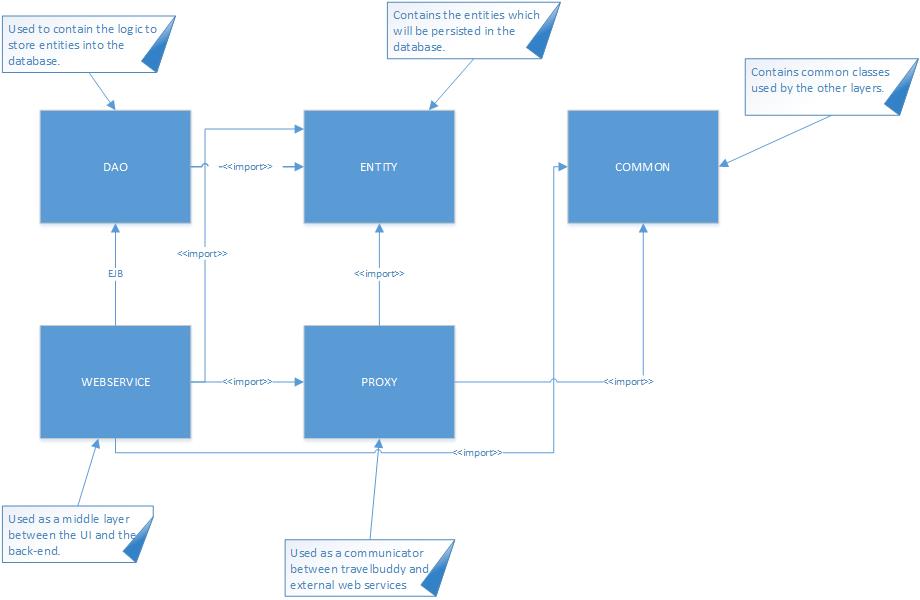 Used to contain the logic to
store entities into the
database.
Contains the entities which
will be persisted in the
database.
Contains common classes
used by the other layers.
DAO
<<import>>
ENTITY
COMMON
<<import>>
EJB
<<import>>
WEBSERVICE
<<import>>
PROXY
<<import>>
<<import>>
Used as a middle layer
between the UI and the
back-end.
Used as a communicator
between travelbuddy and
external web services